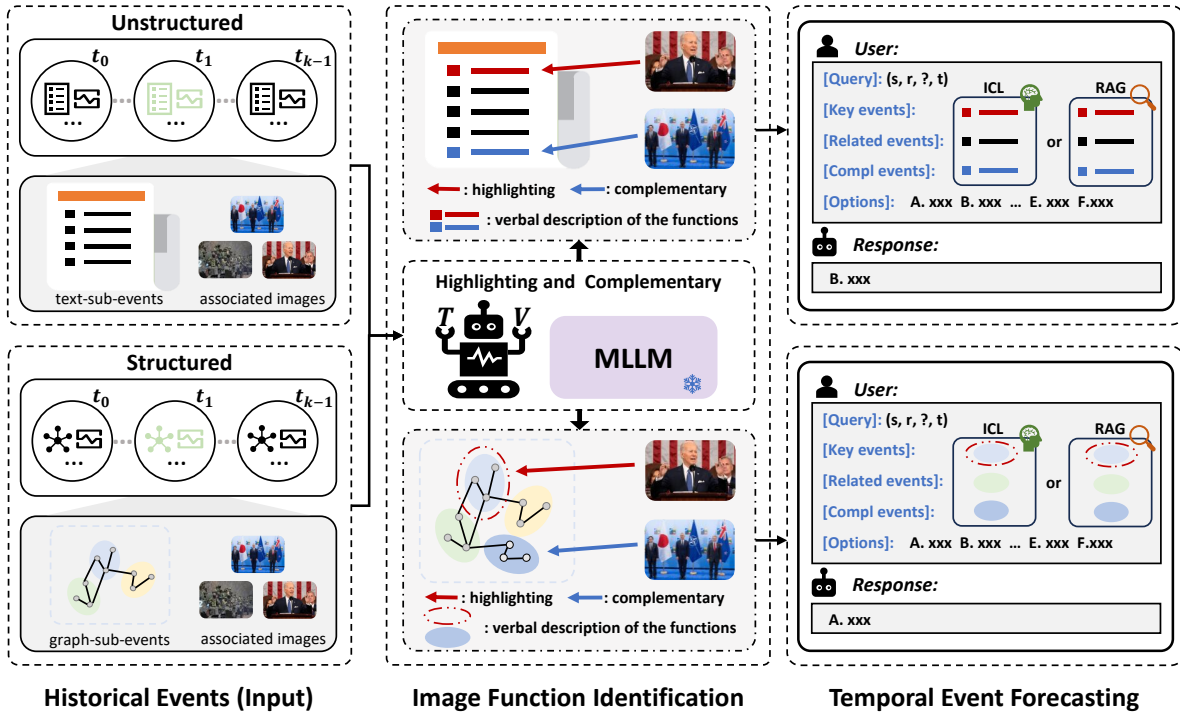 Unstructured
t0 t1 tk−1
... ... ...
text-sub-events associated images
Structured
t0 t1 tk−1
... ... ...
graph-sub-events associated images
Historical Events (Input)
: highlighting : complementary
: verbal description of the functions
Highlighting and Complementary
T V
MLLM
: highlighting : complementary
: verbal description of the functions
Image Function Identification
User:
[Query]: (s, r, ?, t)
ICL RAG
[Key events]:
[Related events]: or
[Compl events]:
[Options]: A. xxx B. xxx ... E. xxx F.xxx
Response:
B. xxx
User:
[Query]: (s, r, ?, t)
ICL RAG
[Key events]:
[Related events]: or
[Compl events]:
[Options]: A. xxx B. xxx ... E. xxx F.xxx
Response:
A. xxx
Temporal Event Forecasting